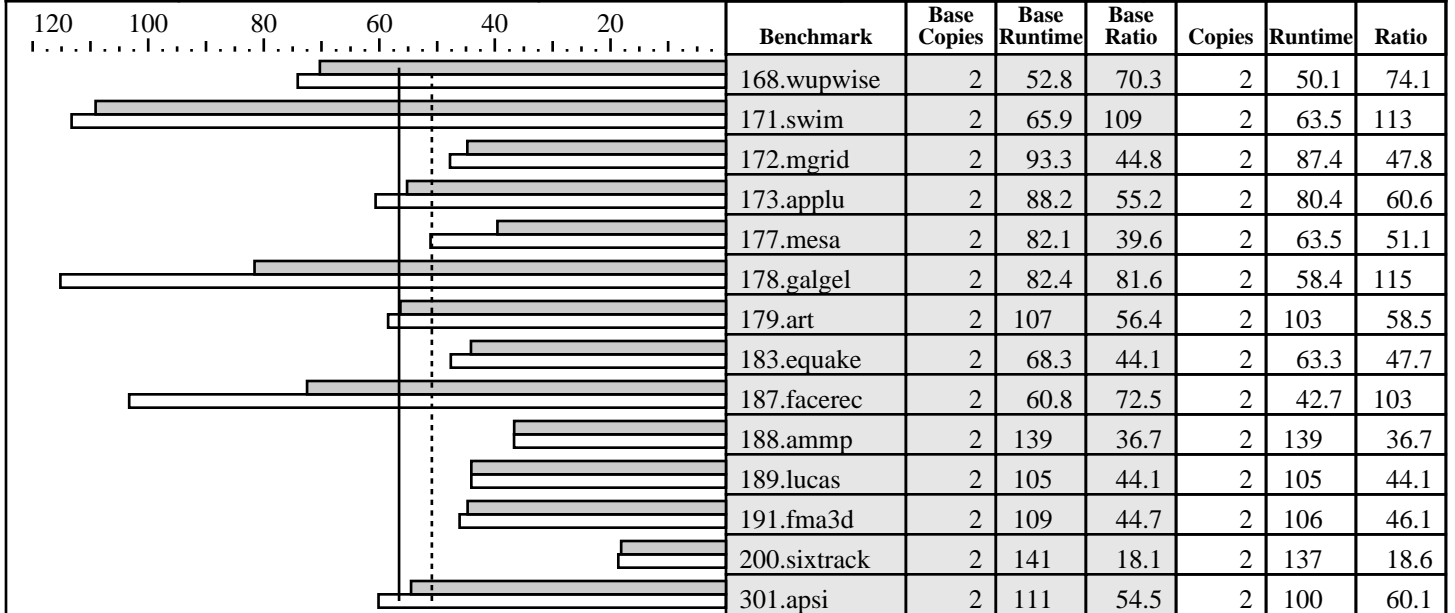 120 100 80 60 40 20 Benchmark Base Copies Base Runtime Base Ratio Copies Runtime Ratio
168.wupwise 2 52.8 70.3 2 50.1 74.1
171.swim 2 65.9 109 2 63.5 113
172.mgrid 2 93.3 44.8 2 87.4 47.8
173.applu 2 88.2 55.2 2 80.4 60.6
177.mesa 2 82.1 39.6 2 63.5 51.1
178.galgel 2 82.4 81.6 2 58.4 115
179.art 2 107 56.4 2 103 58.5
183.equake 2 68.3 44.1 2 63.3 47.7
187.facerec 2 60.8 72.5 2 42.7 103
188.ammp 2 139 36.7 2 139 36.7
189.lucas 2 105 44.1 2 105 44.1
191.fma3d 2 109 44.7 2 106 46.1
200.sixtrack 2 141 18.1 2 137 18.6
301.apsi 2 111 54.5 2 100 60.1